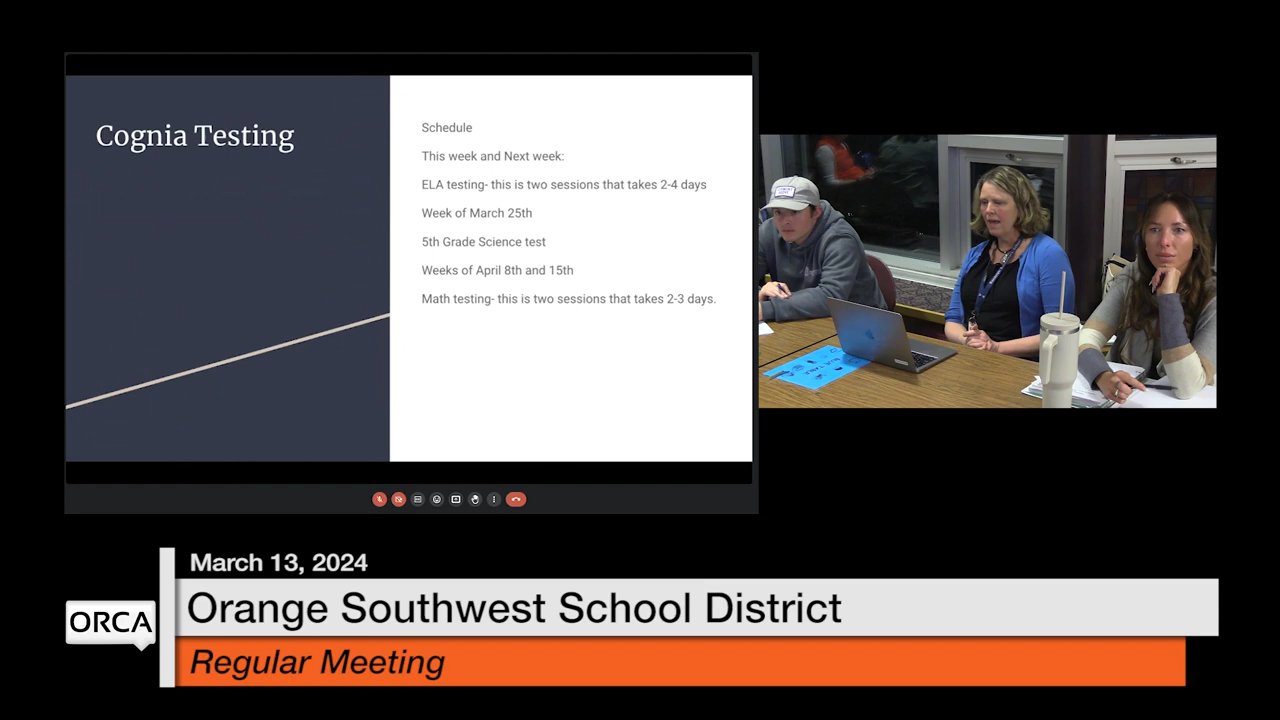 Cognia Testing
Schedule
This week and Next week:
ELA testing- this is two sessions that takes 2-4 days
Week of March 25th
5th Grade Science test
Weeks of April 8th and 15th
Math testing- this is two sessions that takes 2-3 days.
March 13, 2024
ORCA
Orange Southwest School District
Regular Meeting